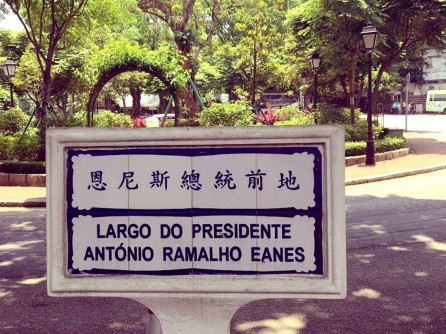 恩尼斯總統前地
LARGO DO PRESIDENTE
ANTÓNIO RAMALHO EANES